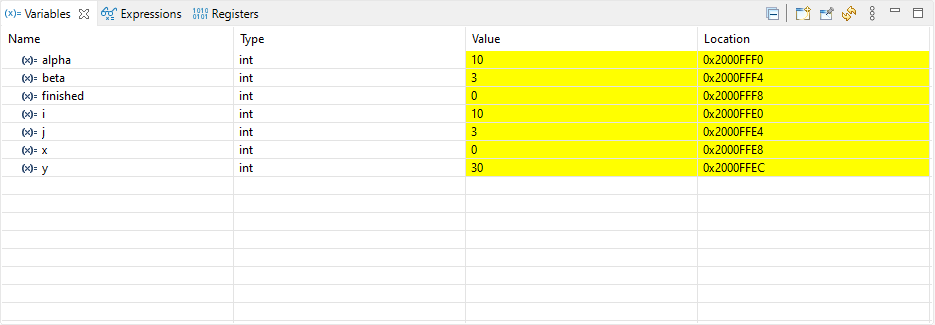 (x)= Variables Expressions 1010 0101 Registers
Name Type Value Location
(x)= alpha int 10 0x2000FFF0
(x)= beta int 3 0x2000FFF4
(x)= finished int 0 0x2000FFF8
(x)= i int 10 0x2000FFE0
(x)= j int 3 0x2000FFE4
(x)= x int 0 0x2000FFE8
(x)= y int 30 0x2000FFEC